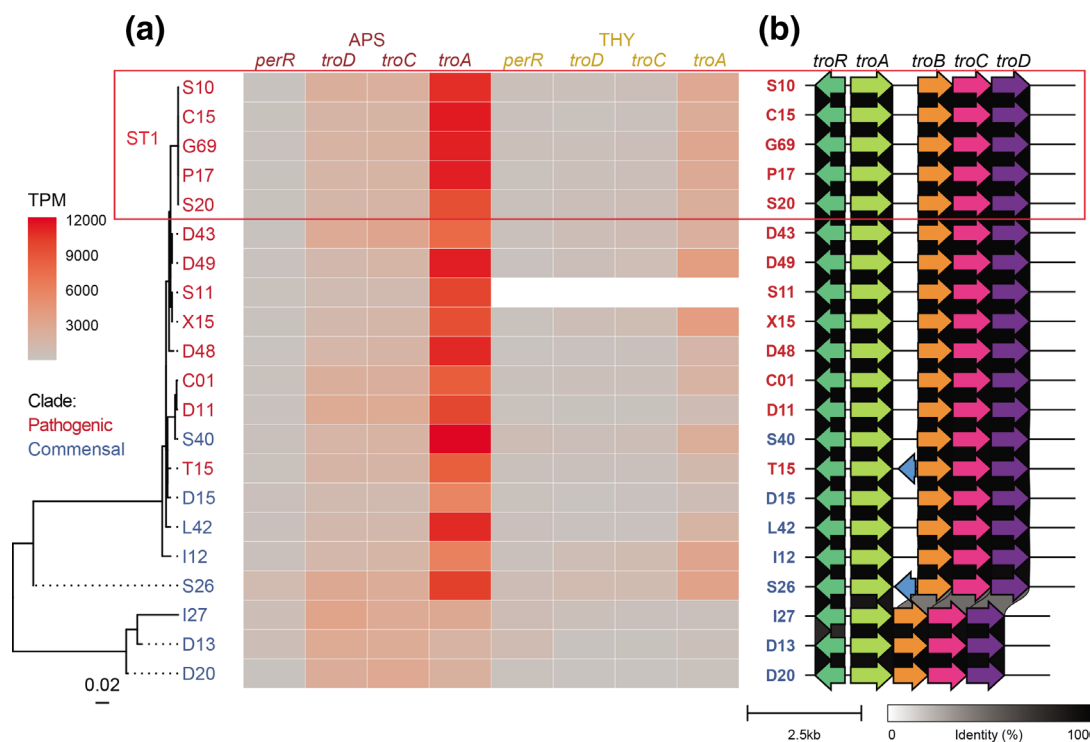 (a) (b)
APS THY
perR troD troC troA perR troD troC troA
troR troA troB troC troD
ST1
S10 S10
C15 C15
G69 G69
P17 P17
S20 S20
D43 D43
D49 D49
S11 S11
X15 X15
D48 D48
C01 C01
D11 D11
S40 S40
T15 T15
D15 D15
L42 L42
I12 I12
S26 S26
I27 I27
D13 D13
D20 D20
TPM
12000
9000
6000
3000
Clade:
Pathogenic
Commensal
0.02
2.5kb
0 Identity (%) 1000